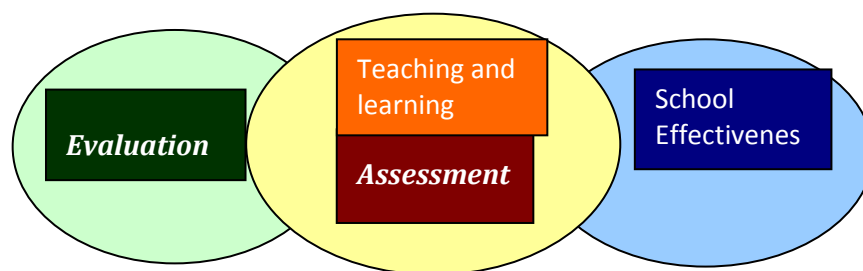 Evaluation
Teaching and
learning
Assessment
School
Effectivenes